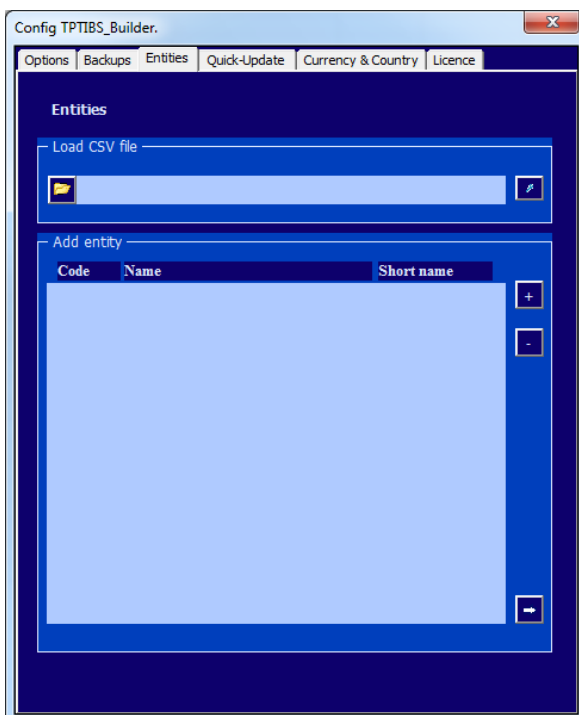 Config TPTIBS_Builder.
x
Options Backups Entities Quick-Update Currency & Country Licence
Entities
Load CSV file
Add entity
Code Name Short name
+
-